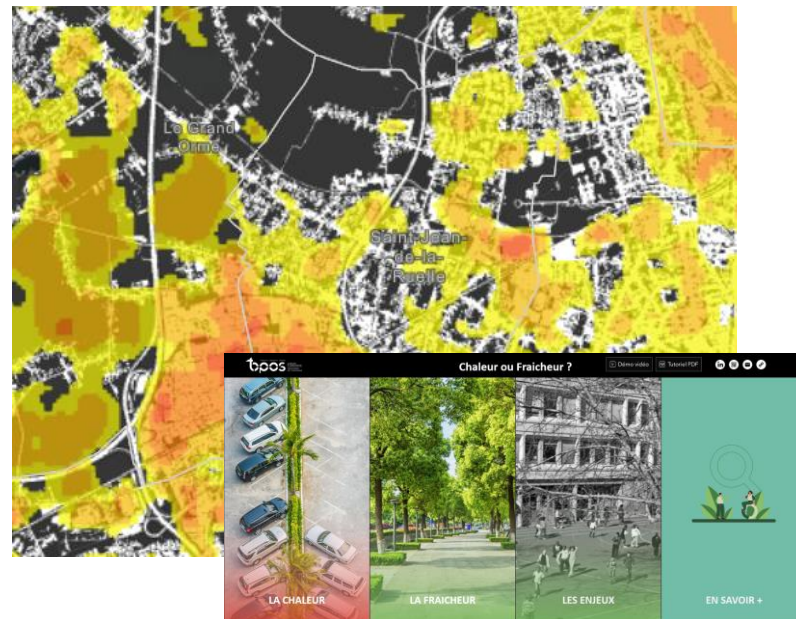 Le Grand
Orme
Saint-Jean-
de-la-
Ruelle
topos
Chaleur ou Fraicheur ?
Démo vidéo
Tutoriel PDF
LA CHALEUR
LA FRAICHEUR
LES ENJEUX
EN SAVOIR +